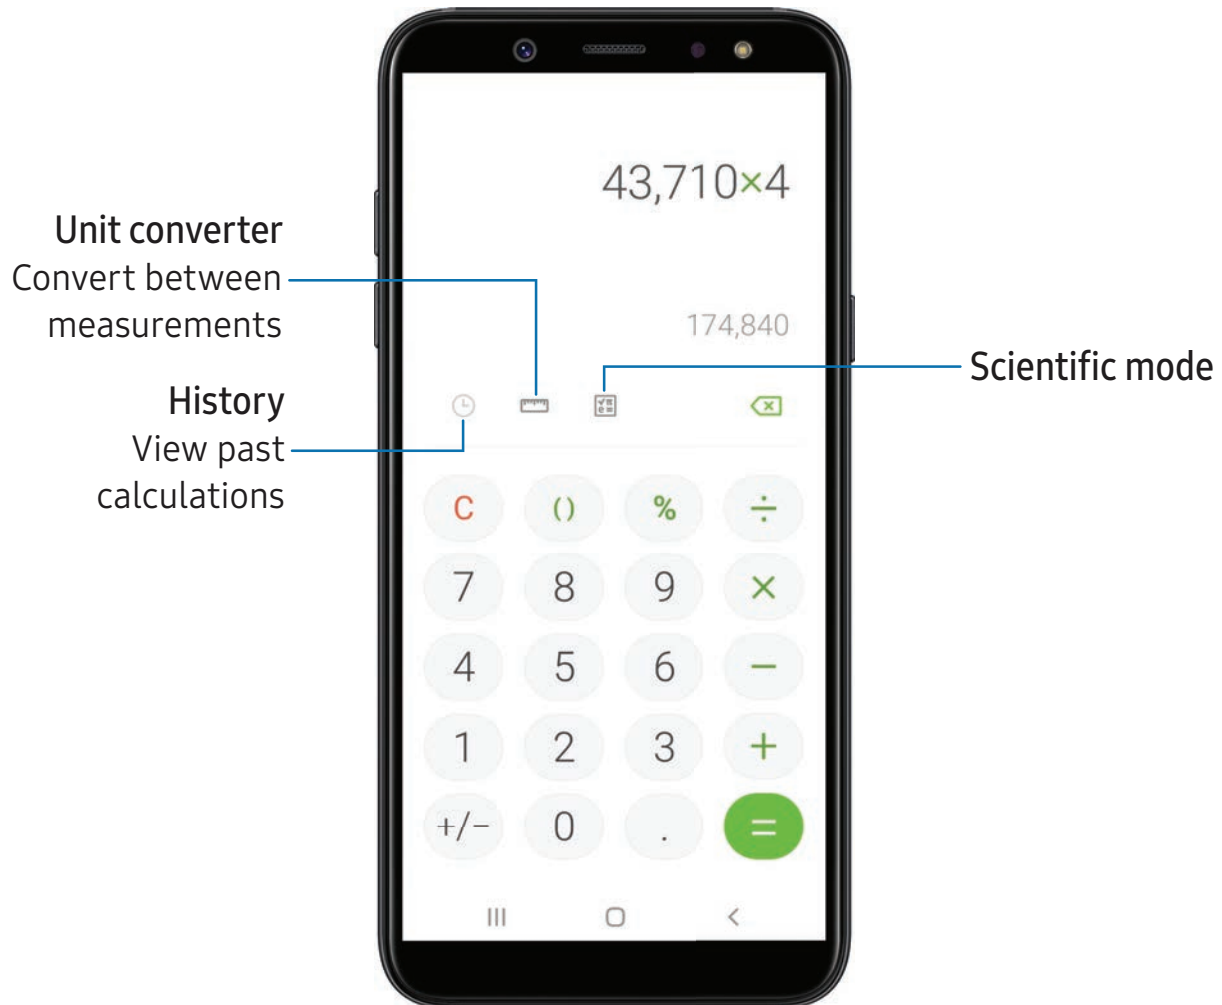 43,710×4
Unit converter
Convert between
measurements
174,840
Scientific mode
History
View past
calculations
C () % ÷
7 8 9 ×
4 5 6 −
1 2 3 +
+/− 0 . =